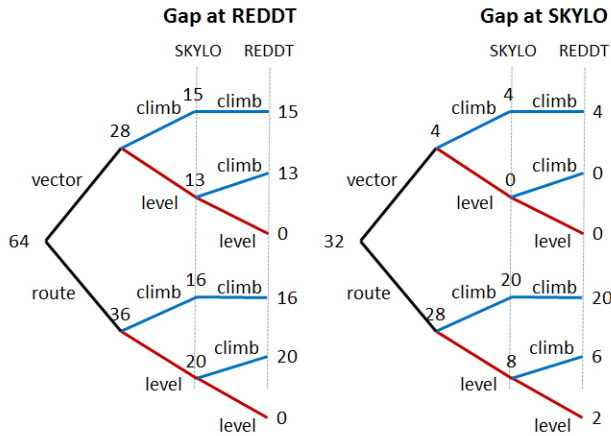 Gap at REDDT
SKYLO REDDT
15
climb climb 15
28
vector climb 13
13
level
level 0
64
route 16
climb climb 16
36
climb 20
20
level
level 0
Gap at SKYLO
SKYLO REDDT
4
climb climb 4
4
vector climb 0
0
level
level 0
32
route 20
climb climb 20
28
climb 6
8
level
level 2